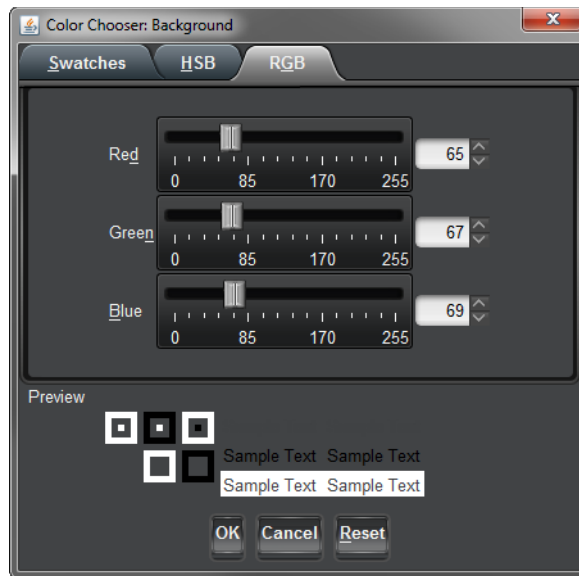 Color Chooser: Background
Swatches HSB RGB
Red 65
0 85 170 255
Green 67
0 85 170 255
Blue 69
0 85 170 255
Preview
Sample Text Sample Text
Sample Text Sample Text
OK Cancel Reset